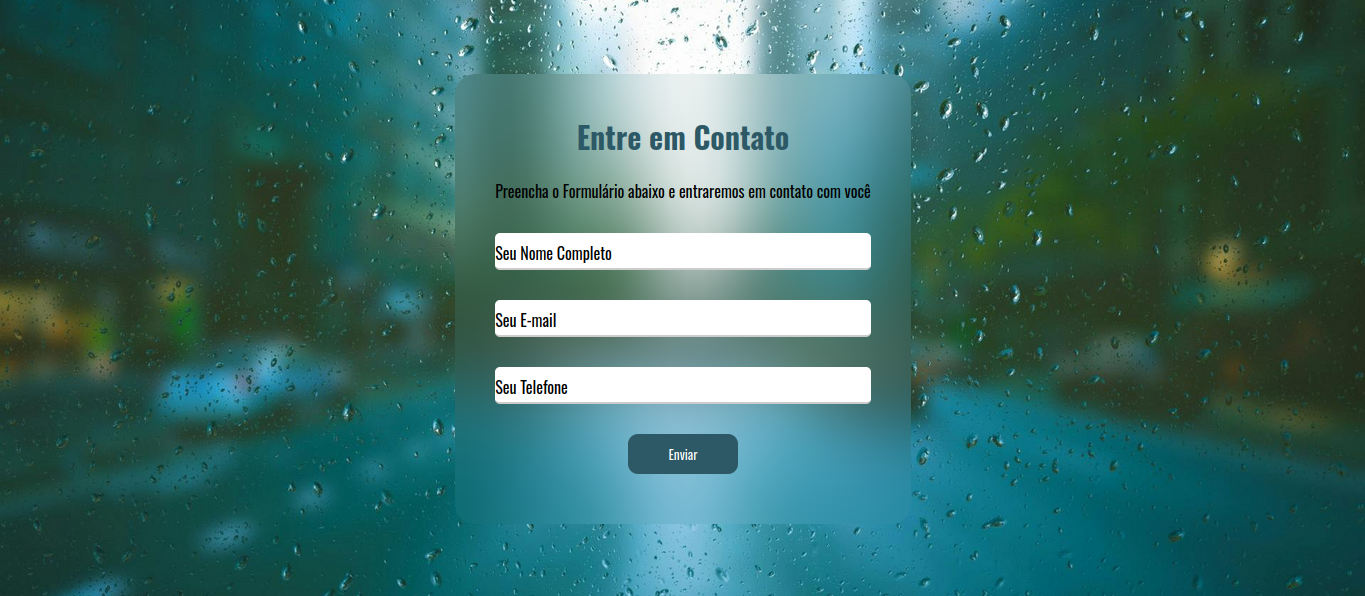 Entre em Contato
Preencha o Formulário abaixo e entraremos em contato com você
Seu Nome Completo
Seu E-mail
Seu Telefone
Enviar